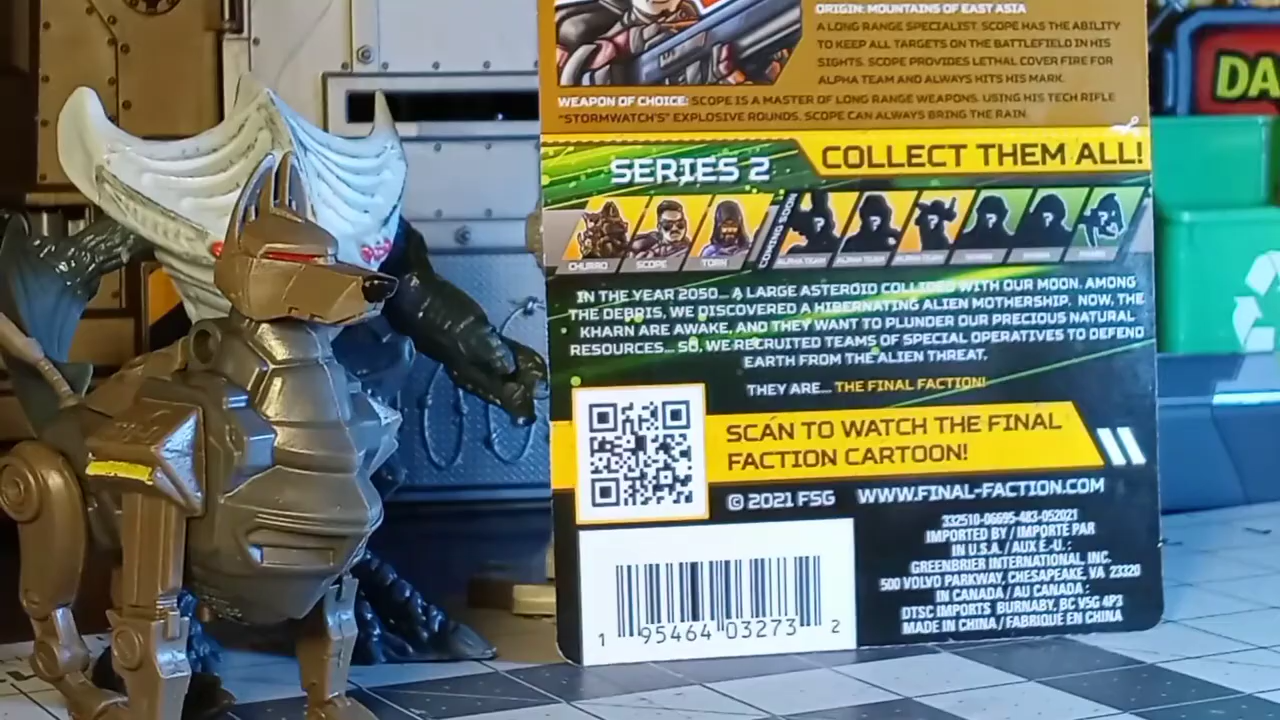 ORIGIN: MOUNTAINS OF EAST ASIA
A LONG RANGE SPECIALIST. SCOPE HAS THE ABILITY
TO KEEP ALL TARGETS ON THE BATTLEFIELD IN HIS
SIGHTS. SCOPE PROVIDES LETHAL COVER FIRE FOR
ALPHA TEAM AND ALWAYS HITS HIS MARK.
WEAPON OF CHOICE: SCOPE IS A MASTER OF LONG RANGE WEAPONS. USING HIS TECH RIFLE
"STORMWATCH'S" EXPLOSIVE ROUNDS, SCOPE CAN ALWAYS BRING THE RAIN.
SERIES 2
COLLECT THEM ALL!
CHURRO
SCOPE
TORN
COMING SOON
ALPHA TEAM
ALPHA TEAM
ALPHA TEAM
IN THE YEAR 2050... A LARGE ASTEROID COLLIDED WITH OUR MOON. AMONG
THE DEBRIS, WE DISCOVERED A HIBERNATING ALIEN MOTHERSHIP. NOW, THE
KHARN ARE AWAKE, AND THEY WANT TO PLUNDER OUR PRECIOUS NATURAL
RESOURCES... SO, WE RECRUITED TEAMS OF SPECIAL OPERATIVES TO DEFEND
EARTH FROM THE ALIEN THREAT.
THEY ARE... THE FINAL FACTION!
SCAN TO WATCH THE FINAL
FACTION CARTOON!
© 2021 FSG WWW.FINAL-FACTION.COM
332510-06695-483-052021
IMPORTED BY / IMPORTÉ PAR
IN U.S.A. / AUX É.-U. :
GREENBRIER INTERNATIONAL, INC.
500 VOLVO PARKWAY, CHESAPEAKE, VA 23320
IN CANADA / AU CANADA :
DTSC IMPORTS BURNABY, BC V5G 4P3
MADE IN CHINA / FABRIQUÉ EN CHINA
1 95464 03273 2
DA